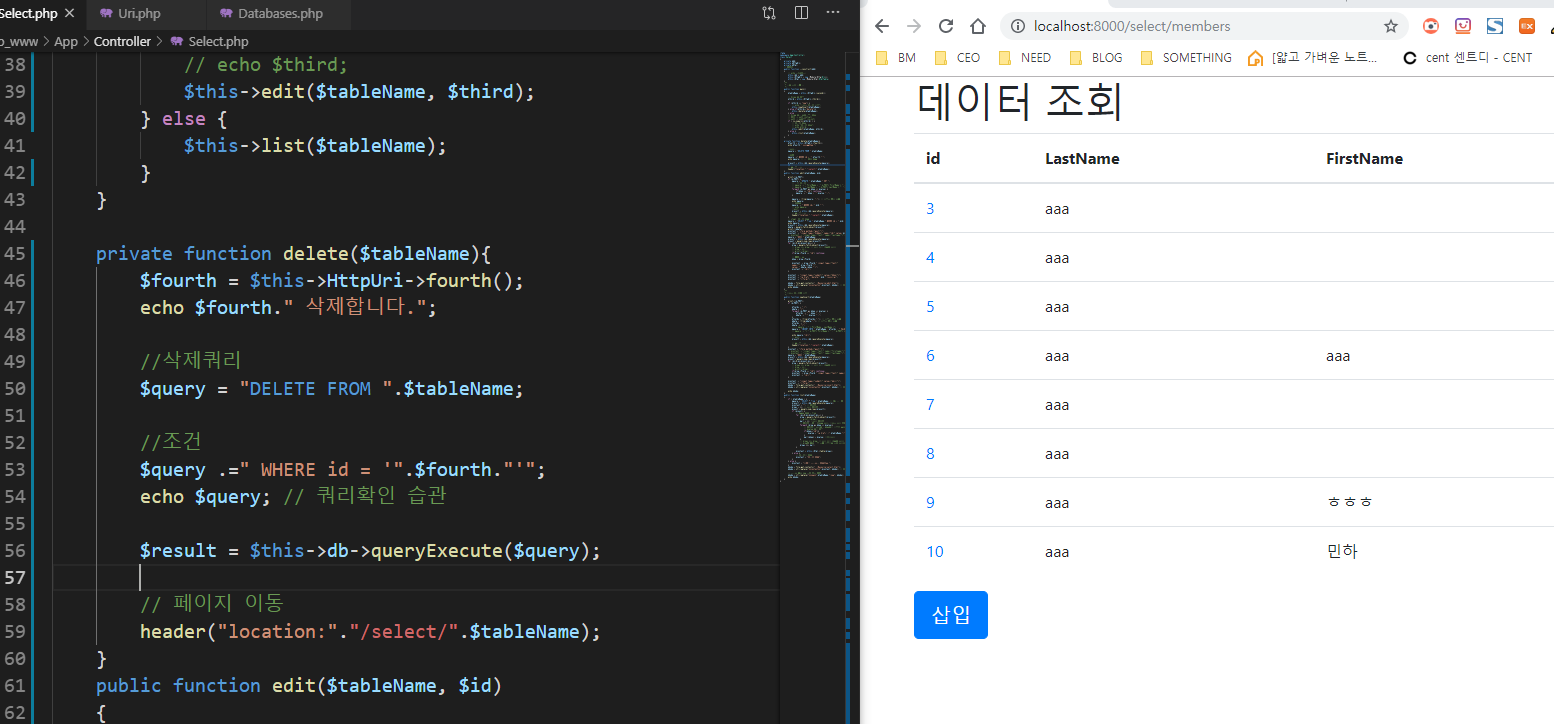 Select.php
Uri.php
Databases.php
o_www > App > Controller > Select.php
38 // echo $third;
39 $this->edit($tableName, $third);
40 } else {
41 $this->list($tableName);
42 }
43 }
44
45 private function delete($tableName){
46 $fourth = $this->HttpUri->fourth();
47 echo $fourth." 삭제합니다.";
48
49 //삭제쿼리
50 $query = "DELETE FROM ".$tableName;
51
52 //조건
53 $query .=" WHERE id = '".$fourth."'";
54 echo $query; // 쿼리확인 습관
55
56 $result = $this->db->queryExecute($query);
57
58 // 페이지 이동
59 header("location:"."/select/".$tableName);
60 }
61 public function edit($tableName, $id)
62 {
localhost:8000/select/members
BM CEO NEED BLOG SOMETHING [얇고 가벼운 노트... cent 센트디 - CENT
데이터 조회
id LastName FirstName
3 aaa
4 aaa
5 aaa
6 aaa aaa
7 aaa
8 aaa
9 aaa ㅎㅎㅎ
10 aaa 민하
삽입